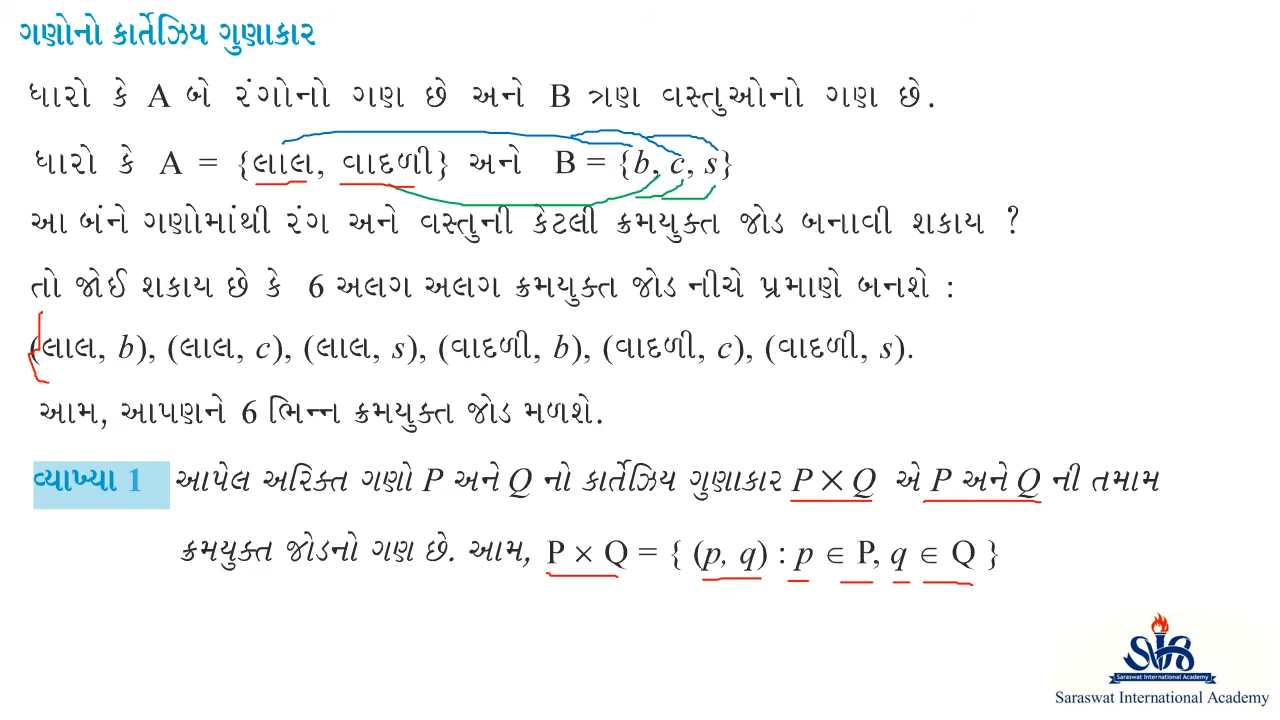 ગણોનો કાર્તેઝિય ગુણાકાર
ધારો કે A બે રંગોનો ગણ છે અને B ત્રણ વસ્તુઓનો ગણ છે.
ધારો કે A = {લાલ, વાદળી} અને B = {b, c, s}
આ બંને ગણોમાંથી રંગ અને વસ્તુની કેટલી ક્રમયુક્ત જોડ બનાવી શકાય ?
તો જોઈ શકાય છે કે 6 અલગ અલગ ક્રમયુક્ત જોડ નીચે પ્રમાણે બનશે :
(લાલ, b), (લાલ, c), (લાલ, s), (વાદળી, b), (વાદળી, c), (વાદળી, s).
આમ, આપણને 6 ભિન્ન ક્રમયુક્ત જોડ મળશે.
વ્યાખ્યા 1 આપેલ અરિક્ત ગણો P અને Q નો કાર્તેઝિય ગુણાકાર P × Q એ P અને Q ની તમામ
ક્રમયુક્ત જોડનો ગણ છે. આમ, P × Q = { (p, q) : p ∈ P, q ∈ Q }
SIA
Saraswat International Academy
Saraswat International Academy